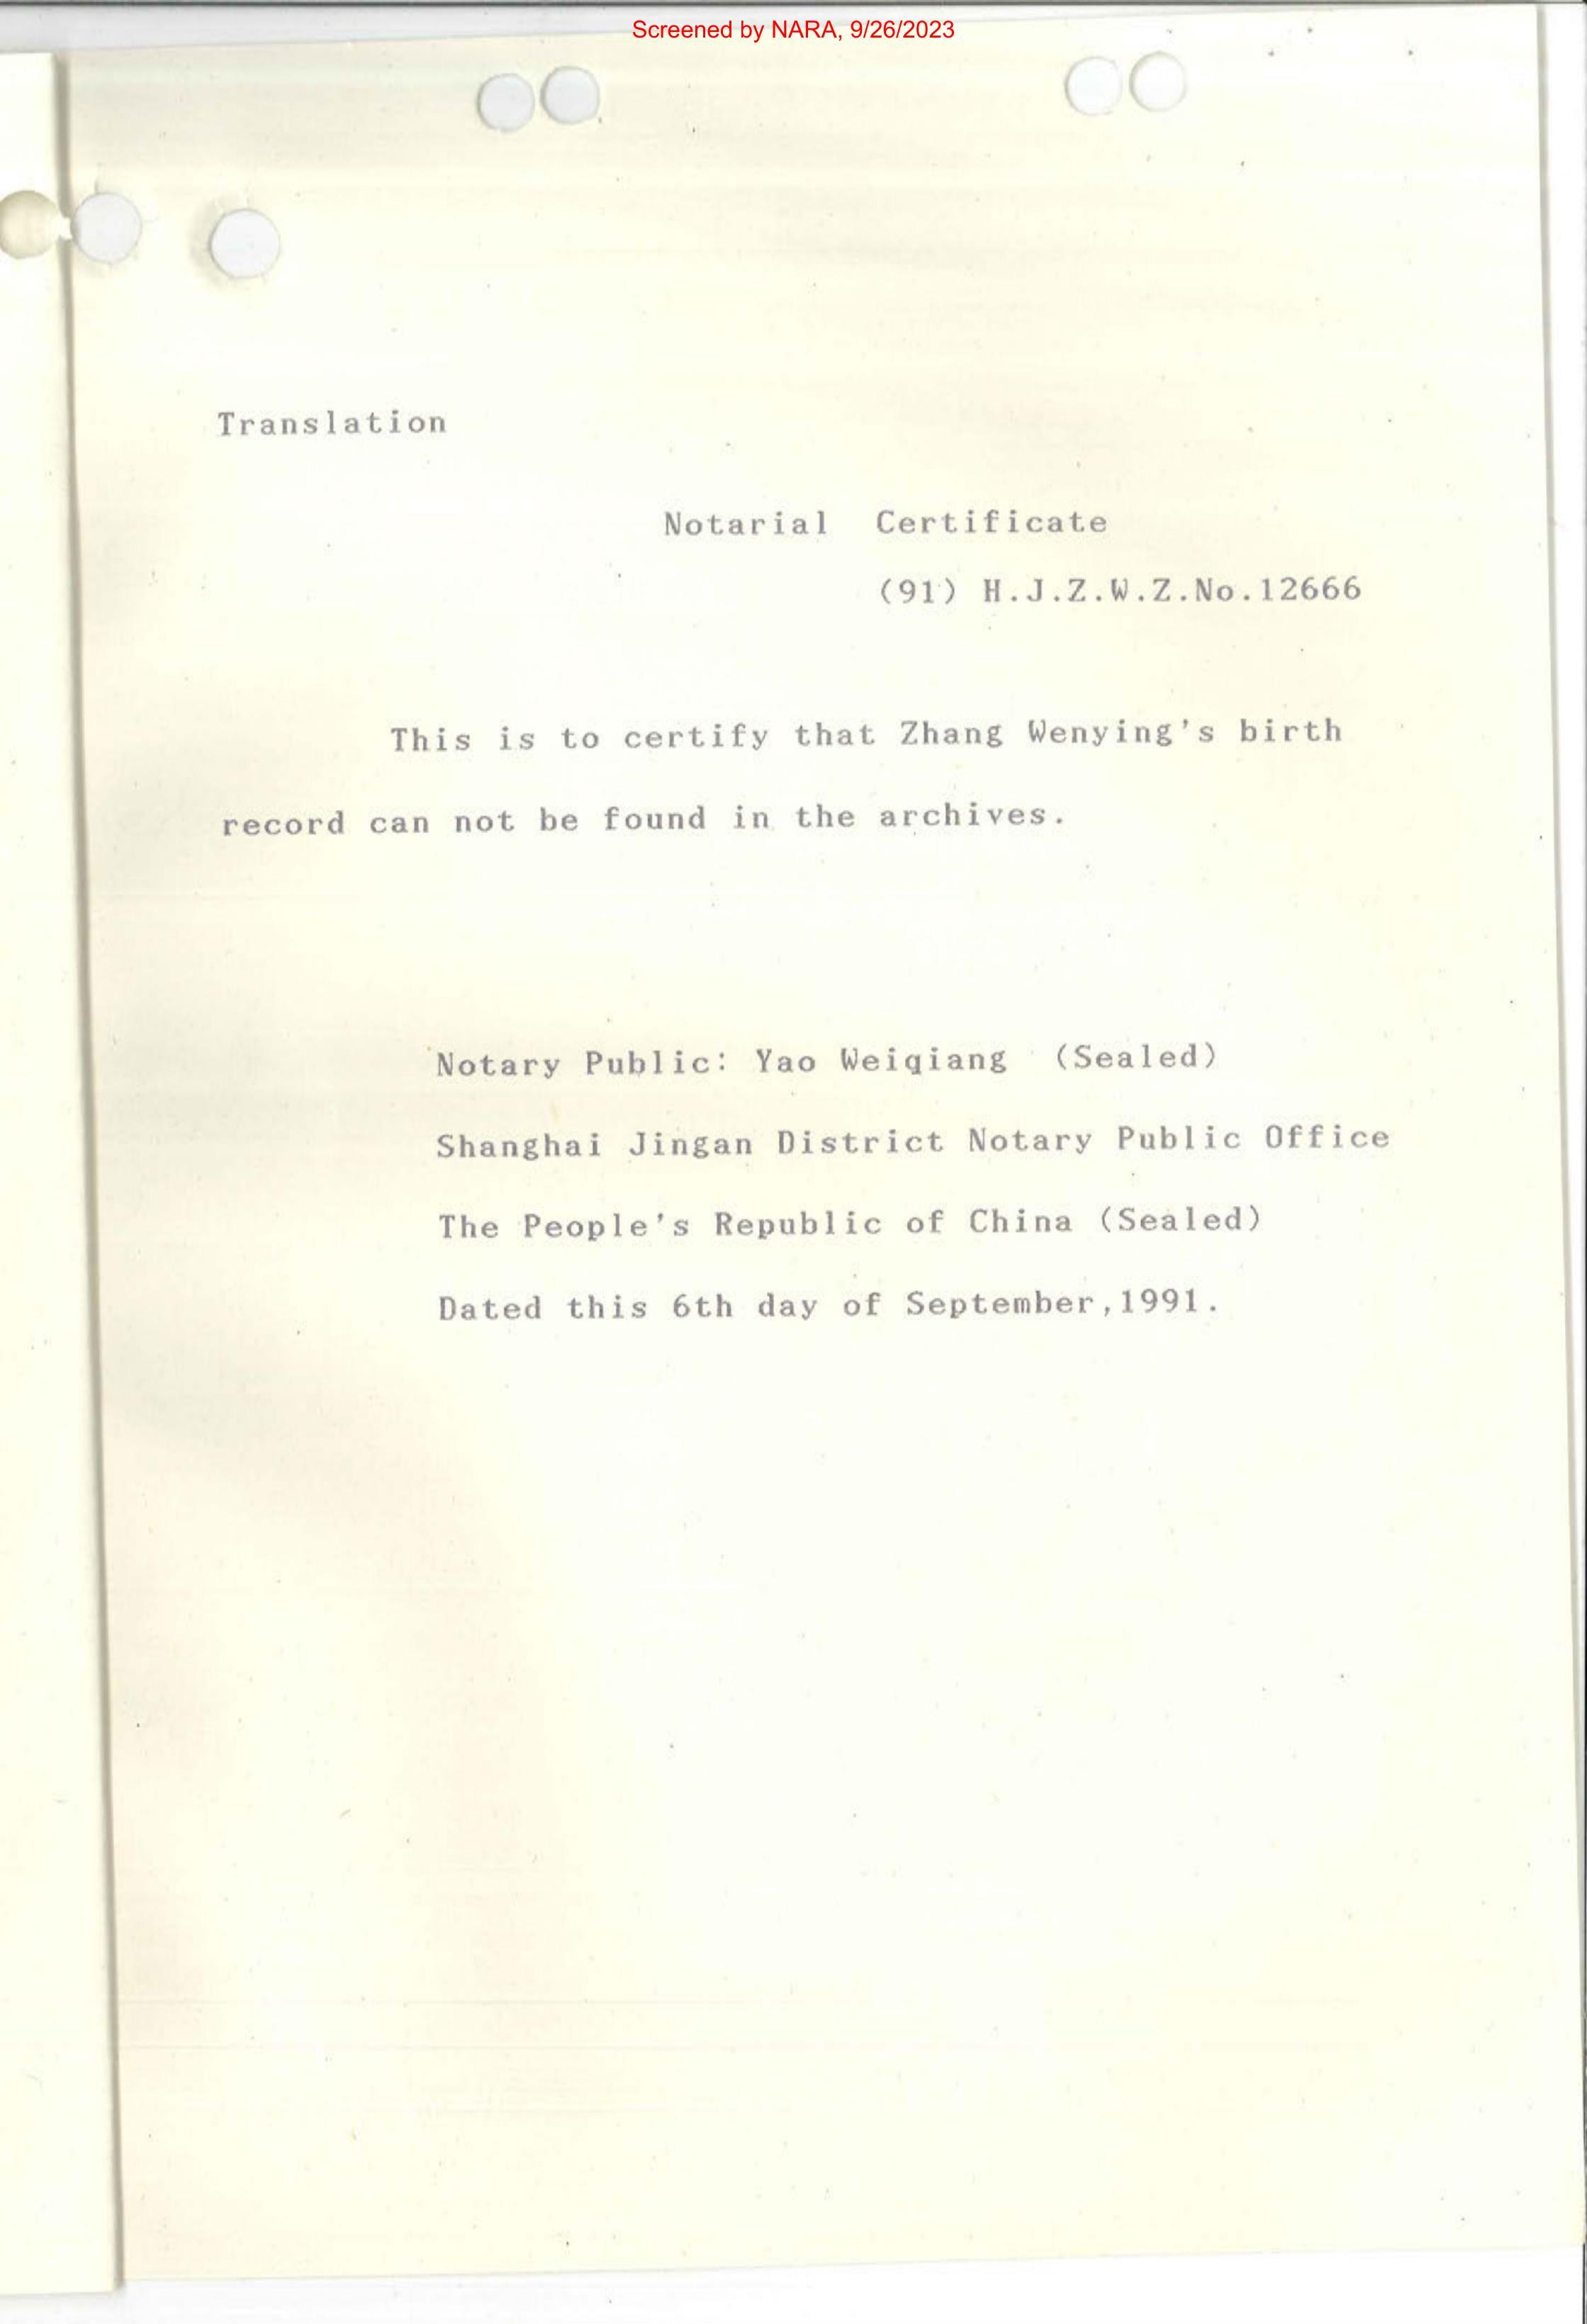 Screened by NARA, 9/26/2023
Translation
Notarial Certificate
(91) H.J.Z.W.Z.No.12666
This is to certify that Zhang Wenying's birth
record can not be found in the archives.
Notary Public: Yao Weiqiang (Sealed)
Shanghai Jingan District Notary Public Office
The People's Republic of China (Sealed)
Dated this 6th day of September,1991.